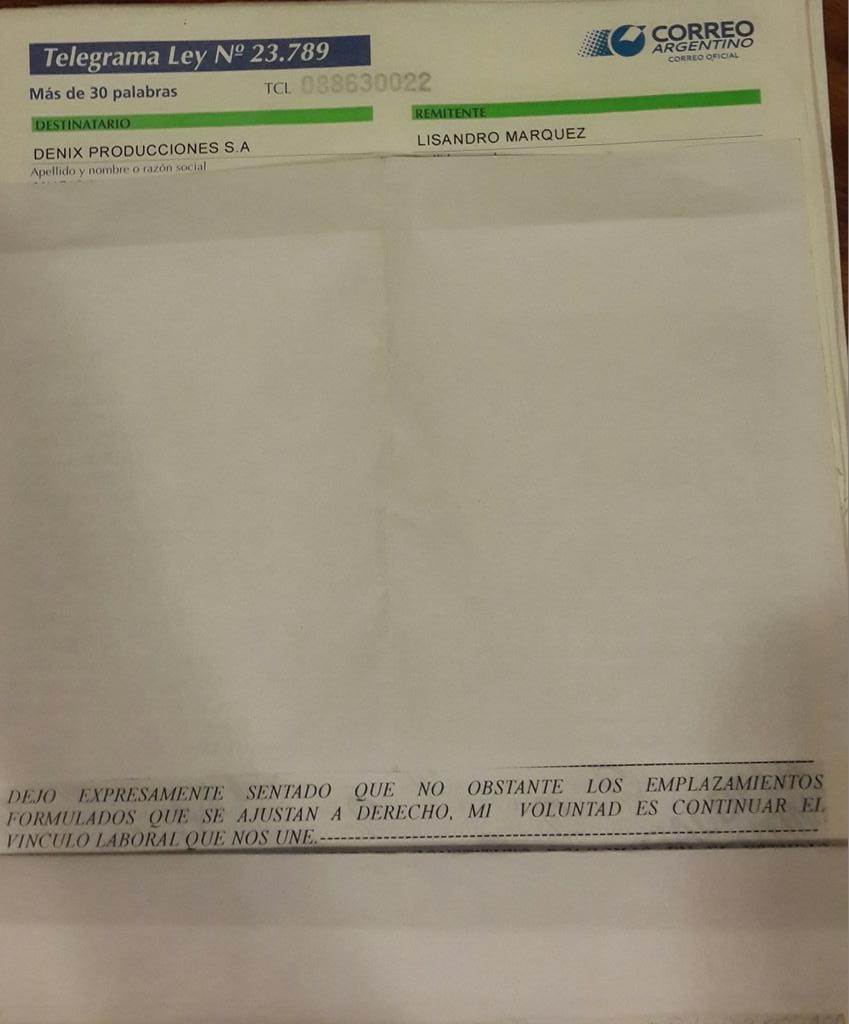 Telegrama Ley Nº 23.789
CORREO
ARGENTINO
CORREO OFICIAL
Más de 30 palabras
TCL 088630022
DESTINATARIO
REMITENTE
DENIX PRODUCCIONES S.A
LISANDRO MARQUEZ
Apellido y nombre o razón social
DEJO EXPRESAMENTE SENTADO QUE NO OBSTANTE LOS EMPLAZAMIENTOS
FORMULADOS QUE SE AJUSTAN A DERECHO, MI VOLUNTAD ES CONTINUAR EL
VINCULO LABORAL QUE NOS UNE.-----------------------------------------------------------------